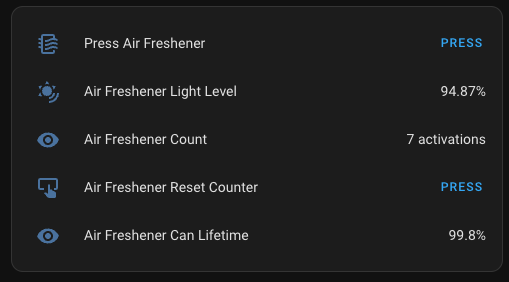 Press Air Freshener PRESS
Air Freshener Light Level 94.87%
Air Freshener Count 7 activations
Air Freshener Reset Counter PRESS
Air Freshener Can Lifetime 99.8%